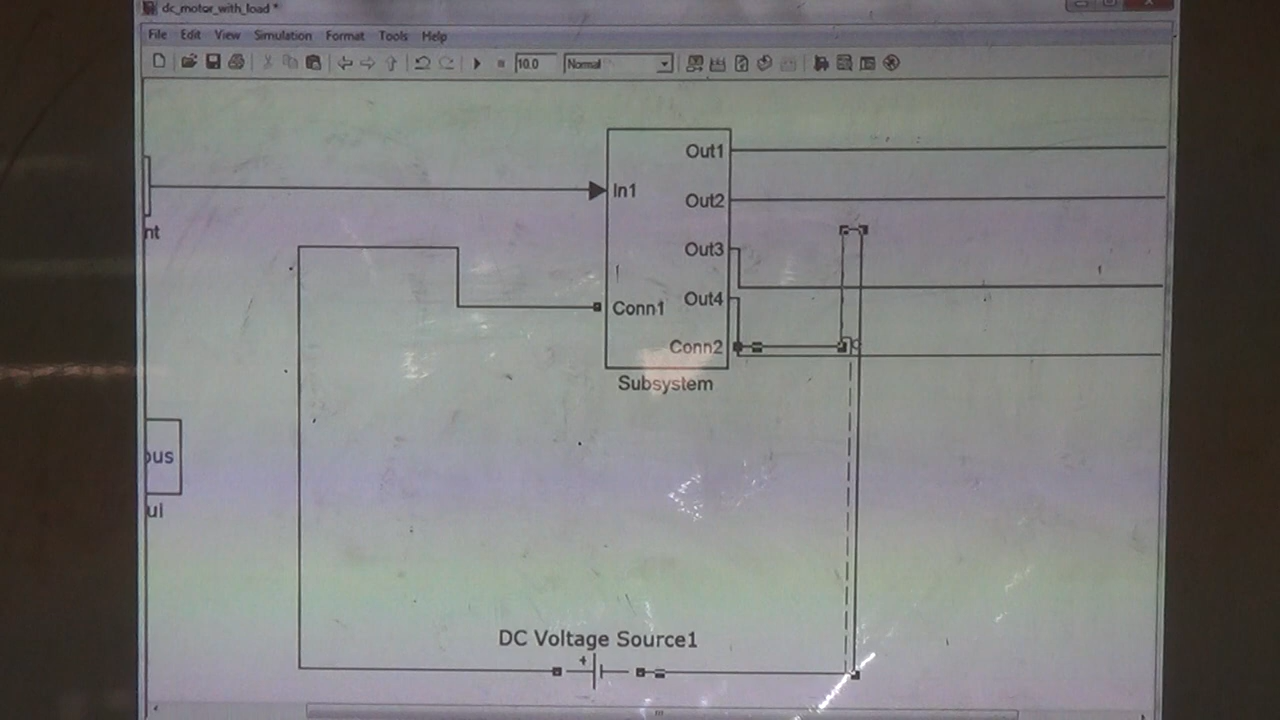 dc_motor_with_load *
File Edit View Simulation Format Tools Help
10.0 Normal
Out1
In1
Out2
nt
Out3
Out4
Conn1
Conn2
Subsystem
ous
ui
DC Voltage Source1
+